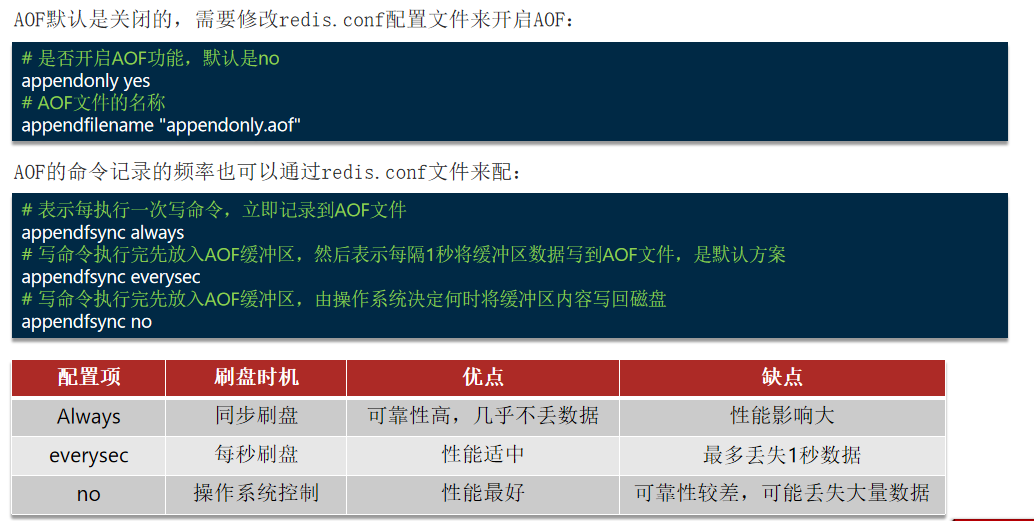 AOF默认是关闭的，需要修改redis.conf配置文件来开启AOF：
# 是否开启AOF功能，默认是no
appendonly yes
# AOF文件的名称
appendfilename "appendonly.aof"
AOF的命令记录的频率也可以通过redis.conf文件来配：
# 表示每执行一次写命令，立即记录到AOF文件
appendfsync always
# 写命令执行完先放入AOF缓冲区，然后表示每隔1秒将缓冲区数据写到AOF文件，是默认方案
appendfsync everysec
# 写命令执行完先放入AOF缓冲区，由操作系统决定何时将缓冲区内容写回磁盘
appendfsync no
配置项 刷盘时机 优点 缺点
Always 同步刷盘 可靠性高，几乎不丢数据 性能影响大
everysec 每秒刷盘 性能适中 最多丢失1秒数据
no 操作系统控制 性能最好 可靠性较差，可能丢失大量数据